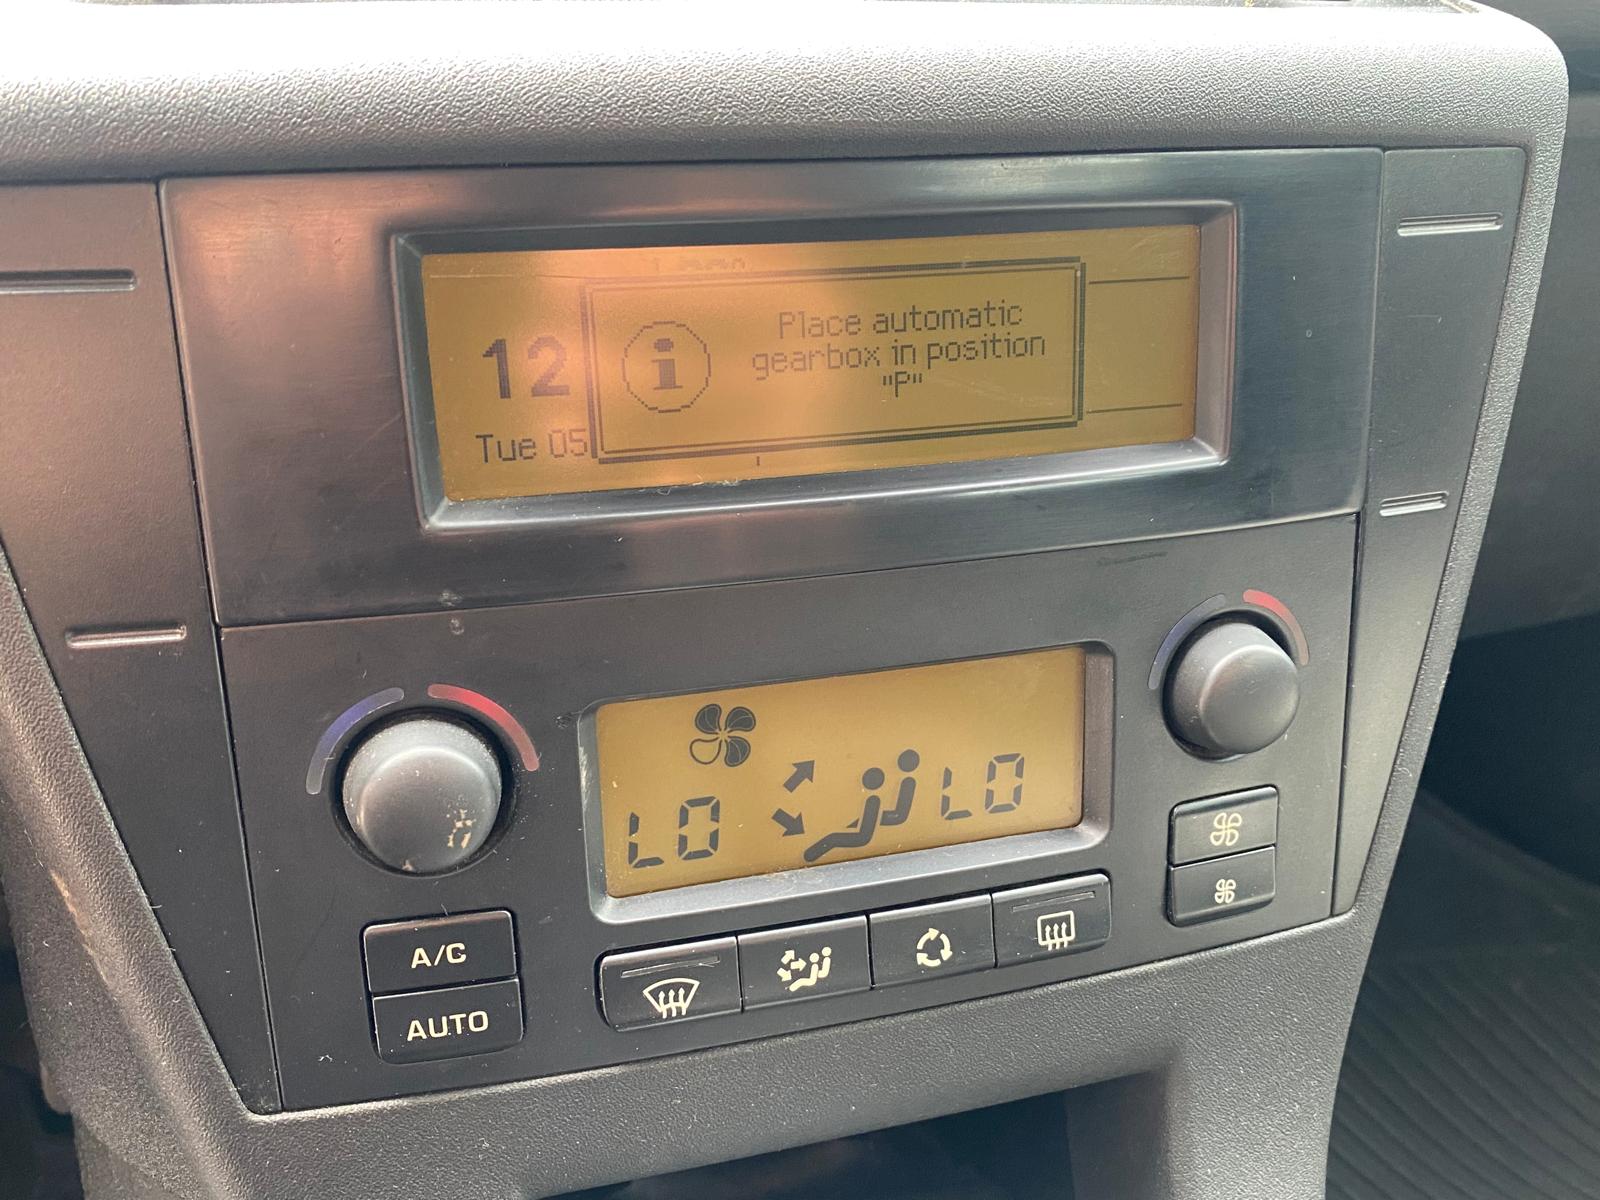 Place automatic
gearbox in position
"P"
12
Tue 05
LO
LO
A/C
AUTO